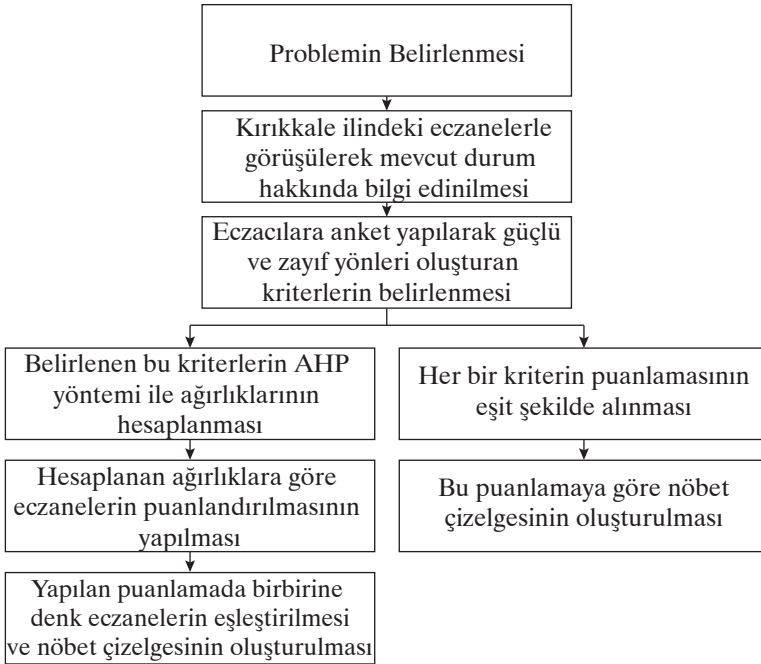 Problemin Belirlenmesi
Kırıkkale ilindeki eczanelerle
görüşülerek mevcut durum
hakkında bilgi edinilmesi
Eczacılara anket yapılarak güçlü
ve zayıf yönleri oluşturan
kriterlerin belirlenmesi
Belirlenen bu kriterlerin AHP
yöntemi ile ağırlıklarının
hesaplanması
Hesaplanan ağırlıklara göre
eczanelerin puanlandırılmasının
yapılması
Yapılan puanlamada birbirine
denk eczanelerin eşleştirilmesi
ve nöbet çizelgesinin oluşturulması
Her bir kriterin puanlamasının
eşit şekilde alınması
Bu puanlamaya göre nöbet
çizelgesinin oluşturulması